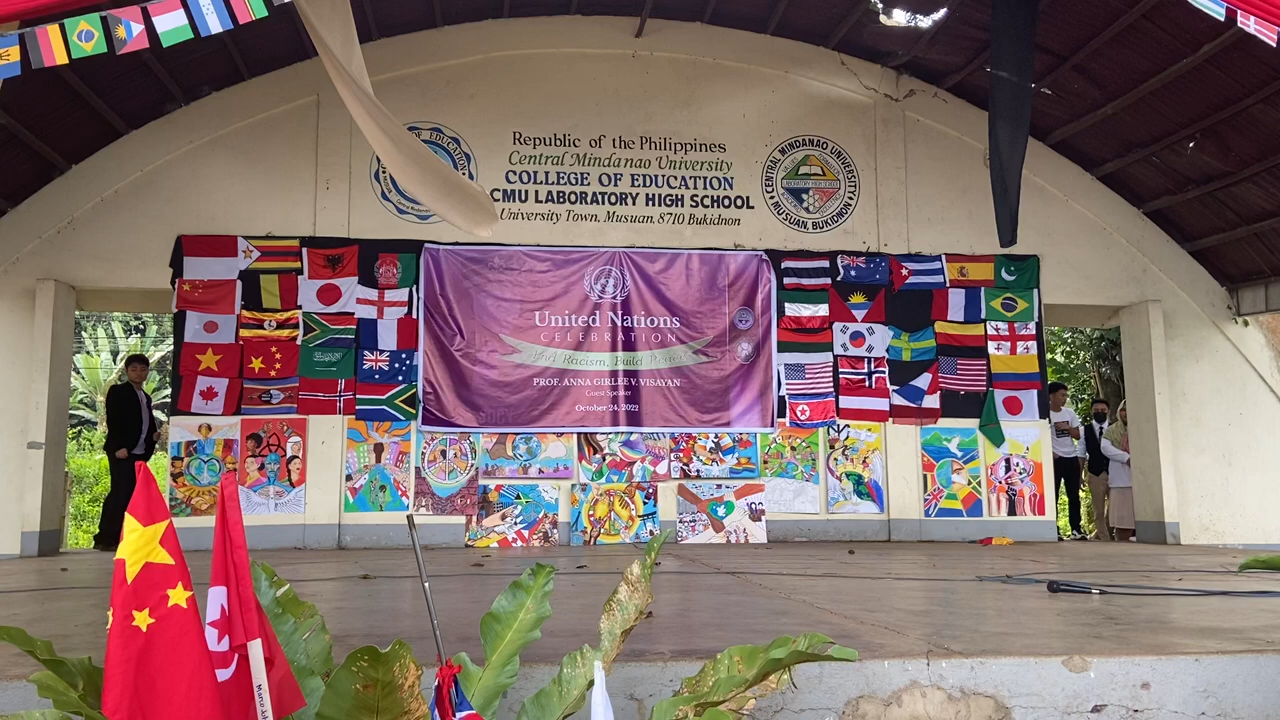 Republic of the Philippines
Central Mindanao University
COLLEGE OF EDUCATION
CMU LABORATORY HIGH SCHOOL
University Town, Musuan, 8710 Bukidnon
OF EDUCATION
CENTRAL MINDANAO UNIVERSITY
LABORATORY HIGH SCHOOL
MUSUAN, BUKIDNON
United Nations
CELEBRATION
End Racism, Build Peace
PROF. ANNA GIRLEE V. VISAYAN
Guest Speaker
October 24, 2022